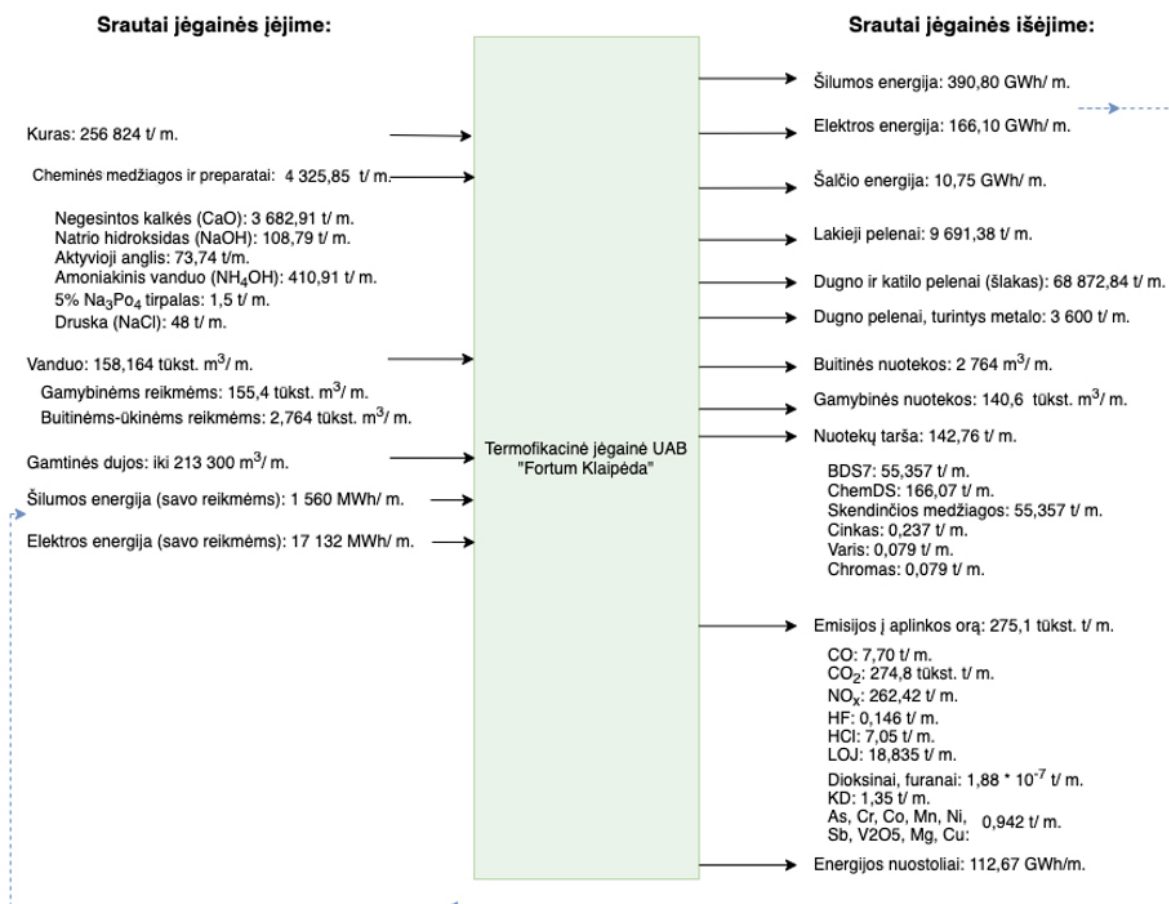 Srautai jėgainės įėjime:
Kuras: 256 824 t/ m.
Cheminės medžiagos ir preparatai: 4 325,85 t/ m.
Negesintos kalkės (CaO): 3 682,91 t/ m.
Natrio hidroksidas (NaOH): 108,79 t/ m.
Aktyvioji anglis: 73,74 t/m.
Amoniakinis vanduo (NH₄OH): 410,91 t/ m.
5% Na₃Po₄ tirpalas: 1,5 t/ m.
Druska (NaCl): 48 t/ m.
Vanduo: 158,164 tūkst. m³/ m.
Gamybinėms reikmėms: 155,4 tūkst. m³/ m.
Buitinėms-ūkinėms reikmėms: 2,764 tūkst. m³/ m.
Gamtinės dujos: iki 213 300 m³/ m.
Šilumos energija (savo reikmėms): 1 560 MWh/ m.
Elektros energija (savo reikmėms): 17 132 MWh/ m.
Termofikacinė jėgainė UAB
"Fortum Klaipėda"
Srautai jėgainės išėjime:
Šilumos energija: 390,80 GWh/ m.
Elektros energija: 166,10 GWh/ m.
Šalčio energija: 10,75 GWh/ m.
Lakieji pelenai: 9 691,38 t/ m.
Dugno ir katilo pelenai (šlakas): 68 872,84 t/ m.
Dugno pelenai, turintys metalo: 3 600 t/ m.
Buitinės nuotekos: 2 764 m³/ m.
Gamybinės nuotekos: 140,6 tūkst. m³/ m.
Nuotekų tarša: 142,76 t/ m.
BDS7: 55,357 t/ m.
ChemDS: 166,07 t/ m.
Skendinčios medžiagos: 55,357 t/ m.
Cinkas: 0,237 t/ m.
Varis: 0,079 t/ m.
Chromas: 0,079 t/ m.
Emisijos į aplinkos orą: 275,1 tūkst. t/ m.
CO: 7,70 t/ m.
CO₂: 274,8 tūkst. t/ m.
NOₓ: 262,42 t/ m.
HF: 0,146 t/ m.
HCl: 7,05 t/ m.
LOJ: 18,835 t/ m.
Dioksinai, furanai: 1,88 * 10⁻⁷ t/ m.
KD: 1,35 t/ m.
As, Cr, Co, Mn, Ni,
Sb, V2O5, Mg, Cu: 0,942 t/ m.
Energijos nuostoliai: 112,67 GWh/m.